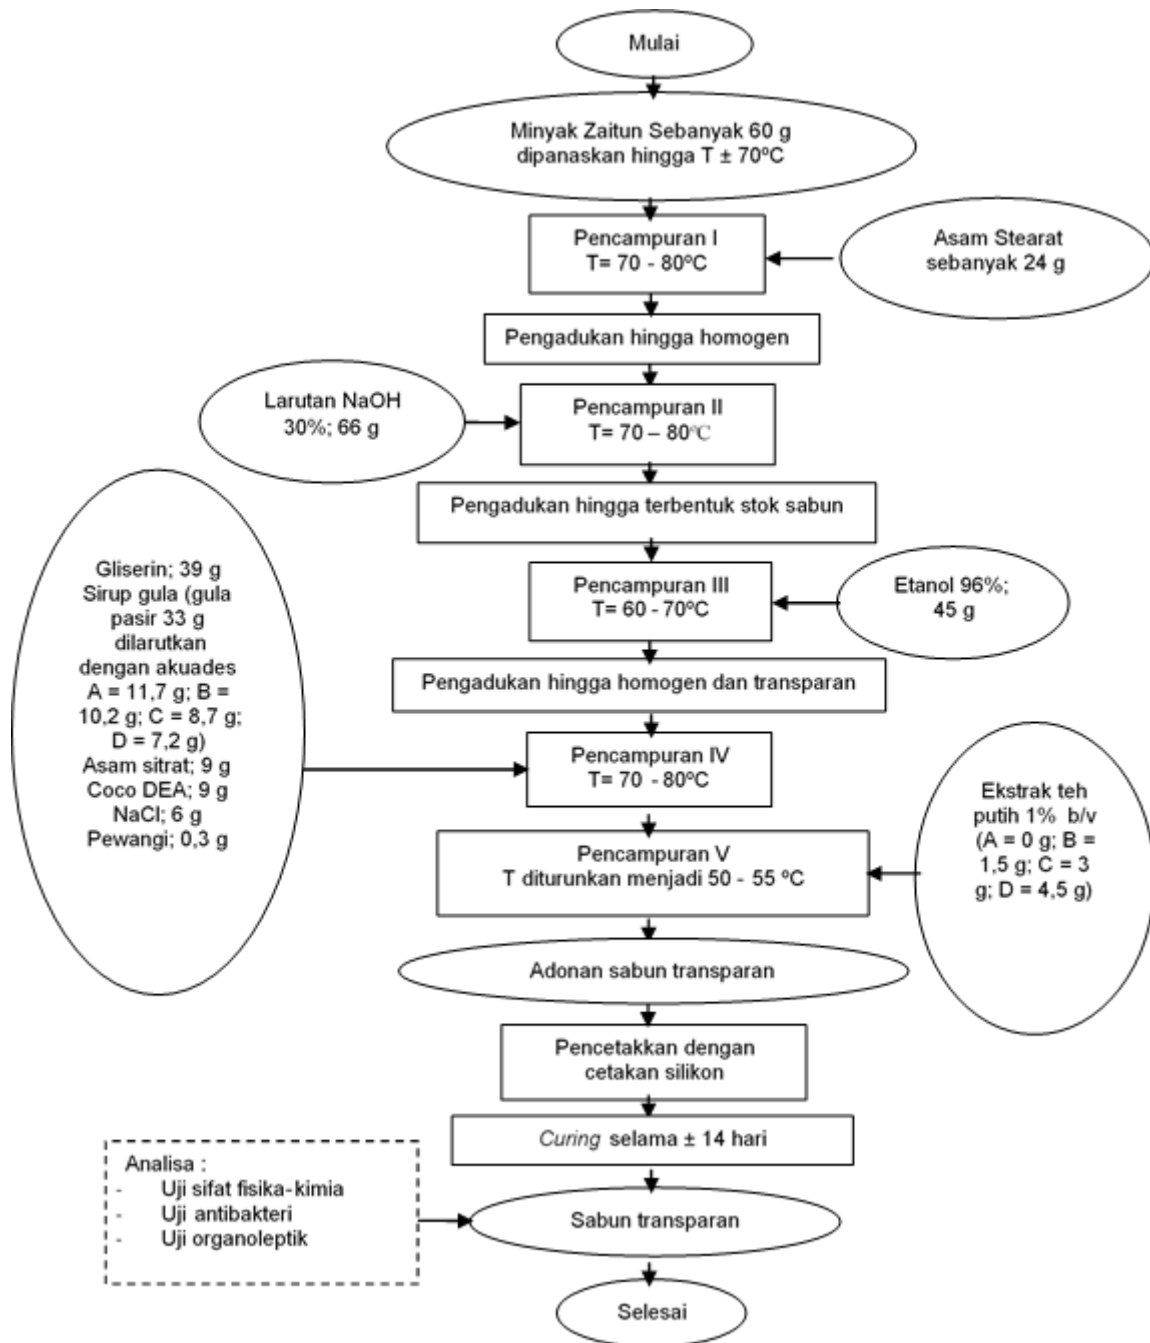 Mulai
Minyak Zaitun Sebanyak 60 g
dipanaskan hingga T ± 70ºC
Pencampuran I
T= 70 - 80ºC
Asam Stearat
sebanyak 24 g
Pengadukan hingga homogen
Larutan NaOH
30%; 66 g
Pencampuran II
T= 70 – 80℃
Pengadukan hingga terbentuk stok sabun
Pencampuran III
T= 60 - 70ºC
Etanol 96%;
45 g
Pengadukan hingga homogen dan transparan
Gliserin; 39 g
Sirup gula (gula
pasir 33 g
dilarutkan
dengan akuades
A = 11,7 g; B =
10,2 g; C = 8,7 g;
D = 7,2 g)
Asam sitrat; 9 g
Coco DEA; 9 g
NaCl; 6 g
Pewangi; 0,3 g
Pencampuran IV
T= 70 - 80ºC
Ekstrak teh
putih 1% b/v
(A = 0 g; B =
1,5 g; C = 3
g; D = 4,5 g)
Pencampuran V
T diturunkan menjadi 50 - 55 ºC
Adonan sabun transparan
Pencetakkan dengan
cetakan silikon
Curing selama ± 14 hari
Analisa :
- Uji sifat fisika-kimia
- Uji antibakteri
- Uji organoleptik
Sabun transparan
Selesai